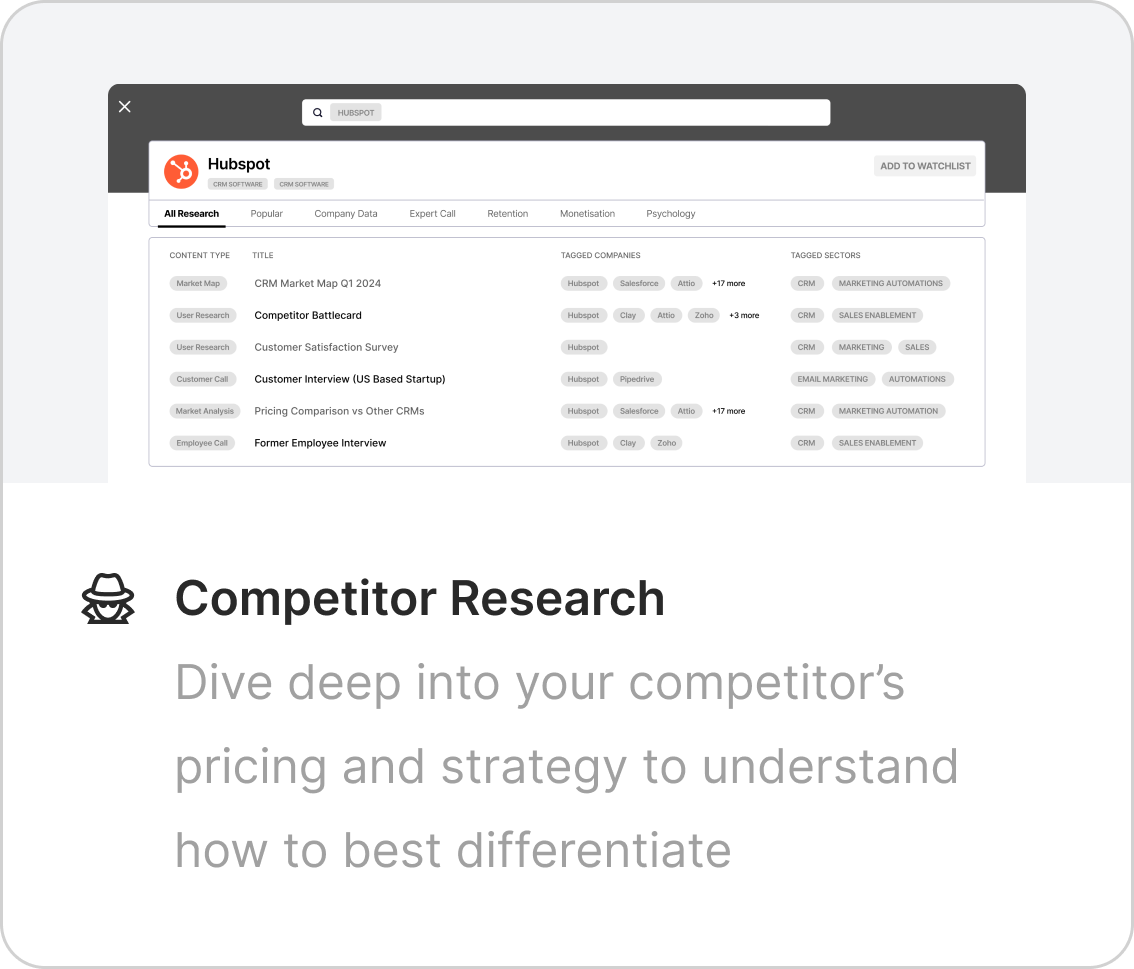 HUBSPOT
Hubspot
ADD TO WATCHLIST
CRM SOFTWARE CRM SOFTWARE
All Research Popular Company Data Expert Call Retention Monetisation Psychology
CONTENT TYPE TITLE TAGGED COMPANIES TAGGED SECTORS
Market Map CRM Market Map Q1 2024 Hubspot Salesforce Attio +17 more CRM MARKETING AUTOMATIONS
User Research Competitor Battlecard Hubspot Clay Attio Zoho +3 more CRM SALES ENABLEMENT
User Research Customer Satisfaction Survey Hubspot CRM MARKETING SALES
Customer Call Customer Interview (US Based Startup) Hubspot Pipedrive EMAIL MARKETING AUTOMATIONS
Market Analysis Pricing Comparison vs Other CRMs Hubspot Salesforce Attio +17 more CRM MARKETING AUTOMATION
Employee Call Former Employee Interview Hubspot Clay Zoho CRM SALES ENABLEMENT
Competitor Research
Dive deep into your competitor’s
pricing and strategy to understand
how to best differentiate